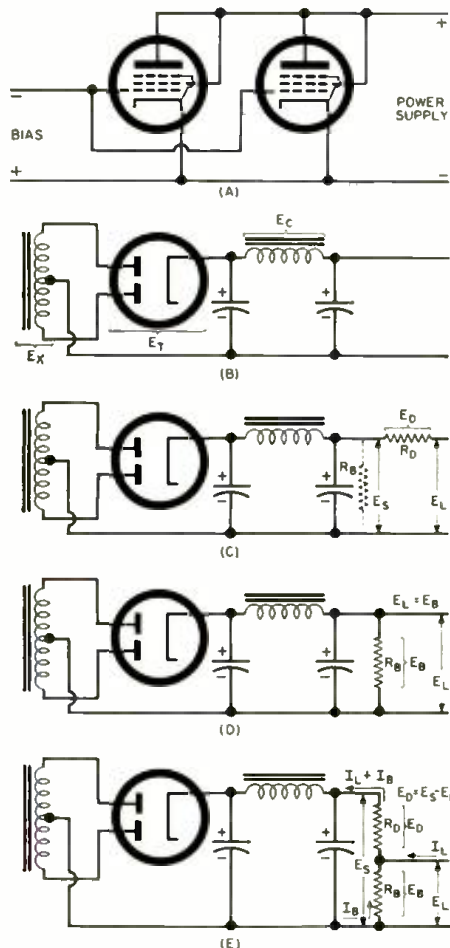 +
−
BIAS
POWER
SUPPLY
+
−
(A)
E_C
+
−
+
−
E_X
E_T
(B)
E_D
R_D
R_B
E_S
E_L
+
−
+
−
(C)
E_L = E_B
R_B } E_B
E_L
+
−
+
−
(D)
I_L + I_B
E_D = E_S - E
R_D } E_D
I_L
E_S
R_B } E_B
E_L
I_B
+
−
+
−
(E)